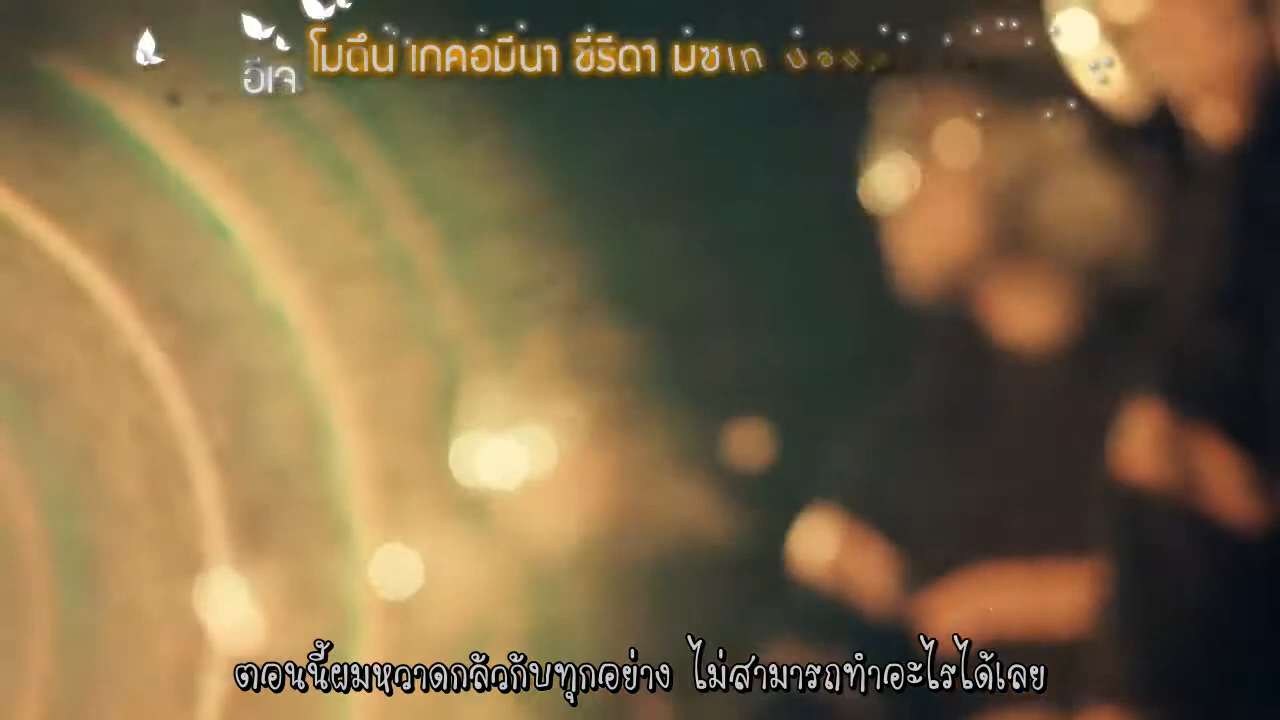 อีเจ โมดึน เกคอมีนา ชีรีดา มซเท
ตอนนี้ผมหวาดกลัวกับทุกอย่าง ไม่สามารถทำอะไรได้เลย